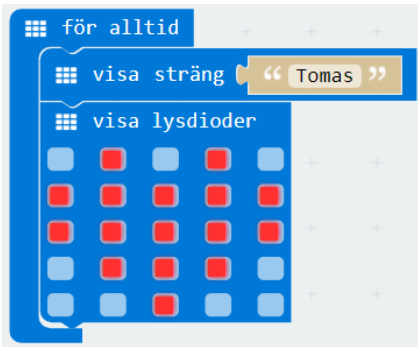 för alltid
visa sträng “ Tomas ”
visa lysdioder